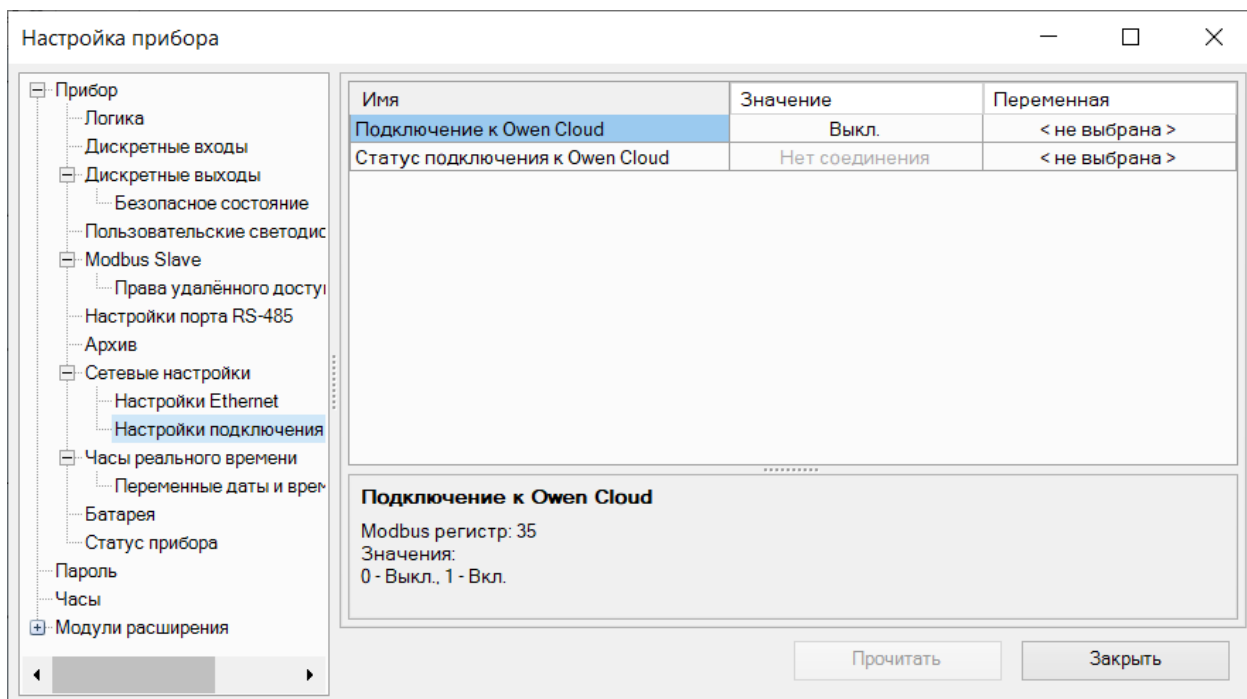 Настройка прибора
Прибор
Логика
Дискретные входы
Дискретные выходы
Безопасное состояние
Пользовательские светодис
Modbus Slave
Права удалённого досту
Настройки порта RS-485
Архив
Сетевые настройки
Настройки Ethernet
Настройки подключения
Часы реального времени
Переменные даты и врем
Батарея
Статус прибора
Пароль
Часы
Модули расширения
Имя Значение Переменная
Подключение к Owen Cloud Выкл. < не выбрана >
Статус подключения к Owen Cloud Нет соединения < не выбрана >
Подключение к Owen Cloud
Modbus регистр: 35
Значения:
0 - Выкл., 1 - Вкл.
Прочитать Закрыть